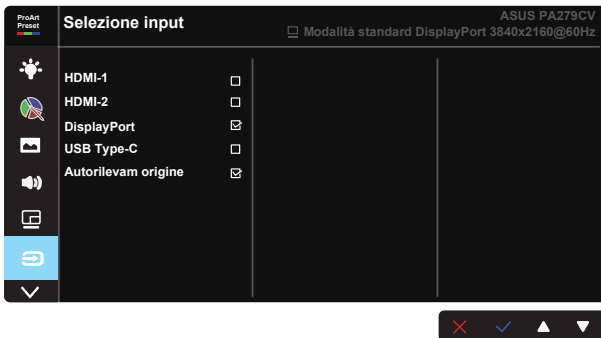 ProArt
Preset
Selezione input
ASUS PA279CV
Modalità standard DisplayPort 3840x2160@60Hz
HDMI-1
HDMI-2
DisplayPort
USB Type-C
Autorilevam origine